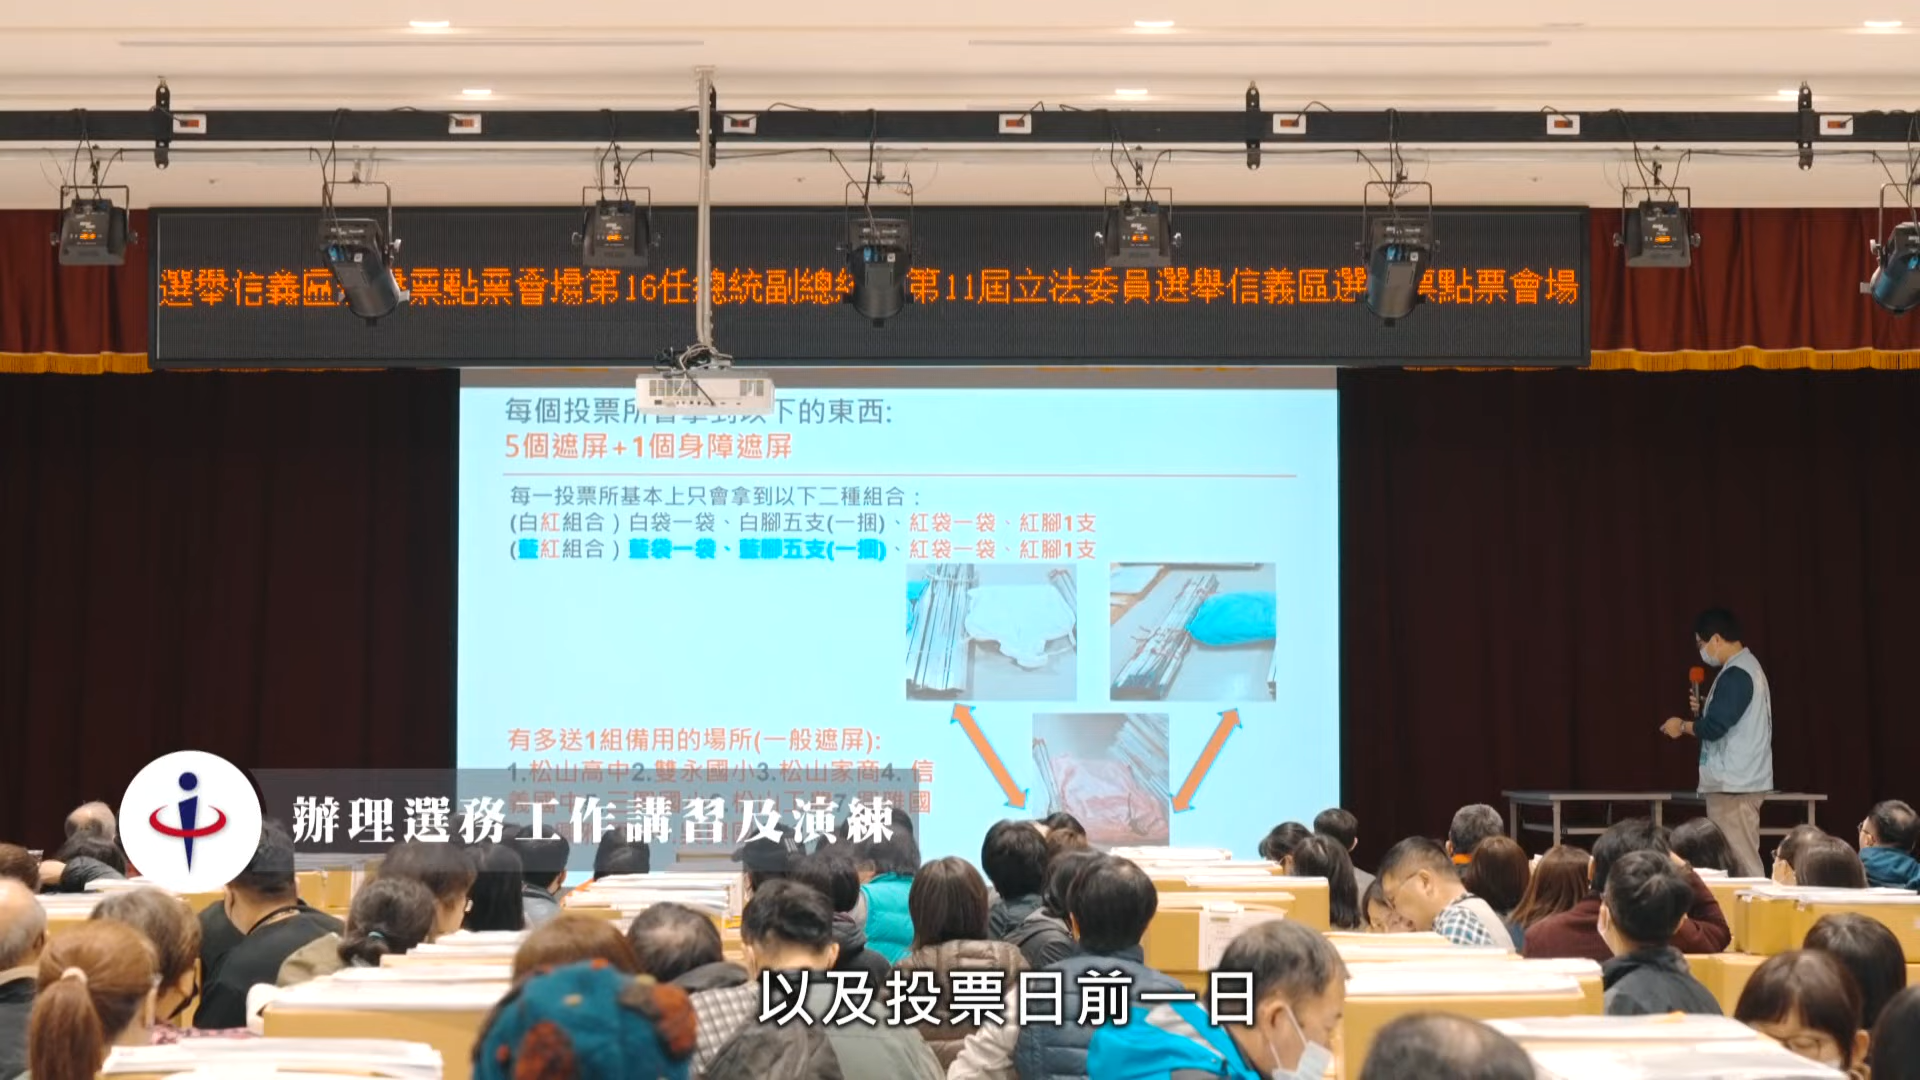 選舉信義區 票點票會場第16任總統副總統 第11屆立法委員選舉信義區選 票點票會場
每個投票所 下的東西:
5個遮屏+1個身障遮屏
每一投票所基本上只會拿到以下二種組合：
(白紅組合)白袋一袋、白腳五支(一捆)、紅袋一袋、紅腳1支
(藍紅組合)藍袋一袋、藍腳五支(一捆)、紅袋一袋、紅腳1支
有多送1組備用的場所(一般遮屏):
1.松山高中2.雙永國小3.松山家商4. 信
辦理選務工作講習及演練
以及投票日前一日